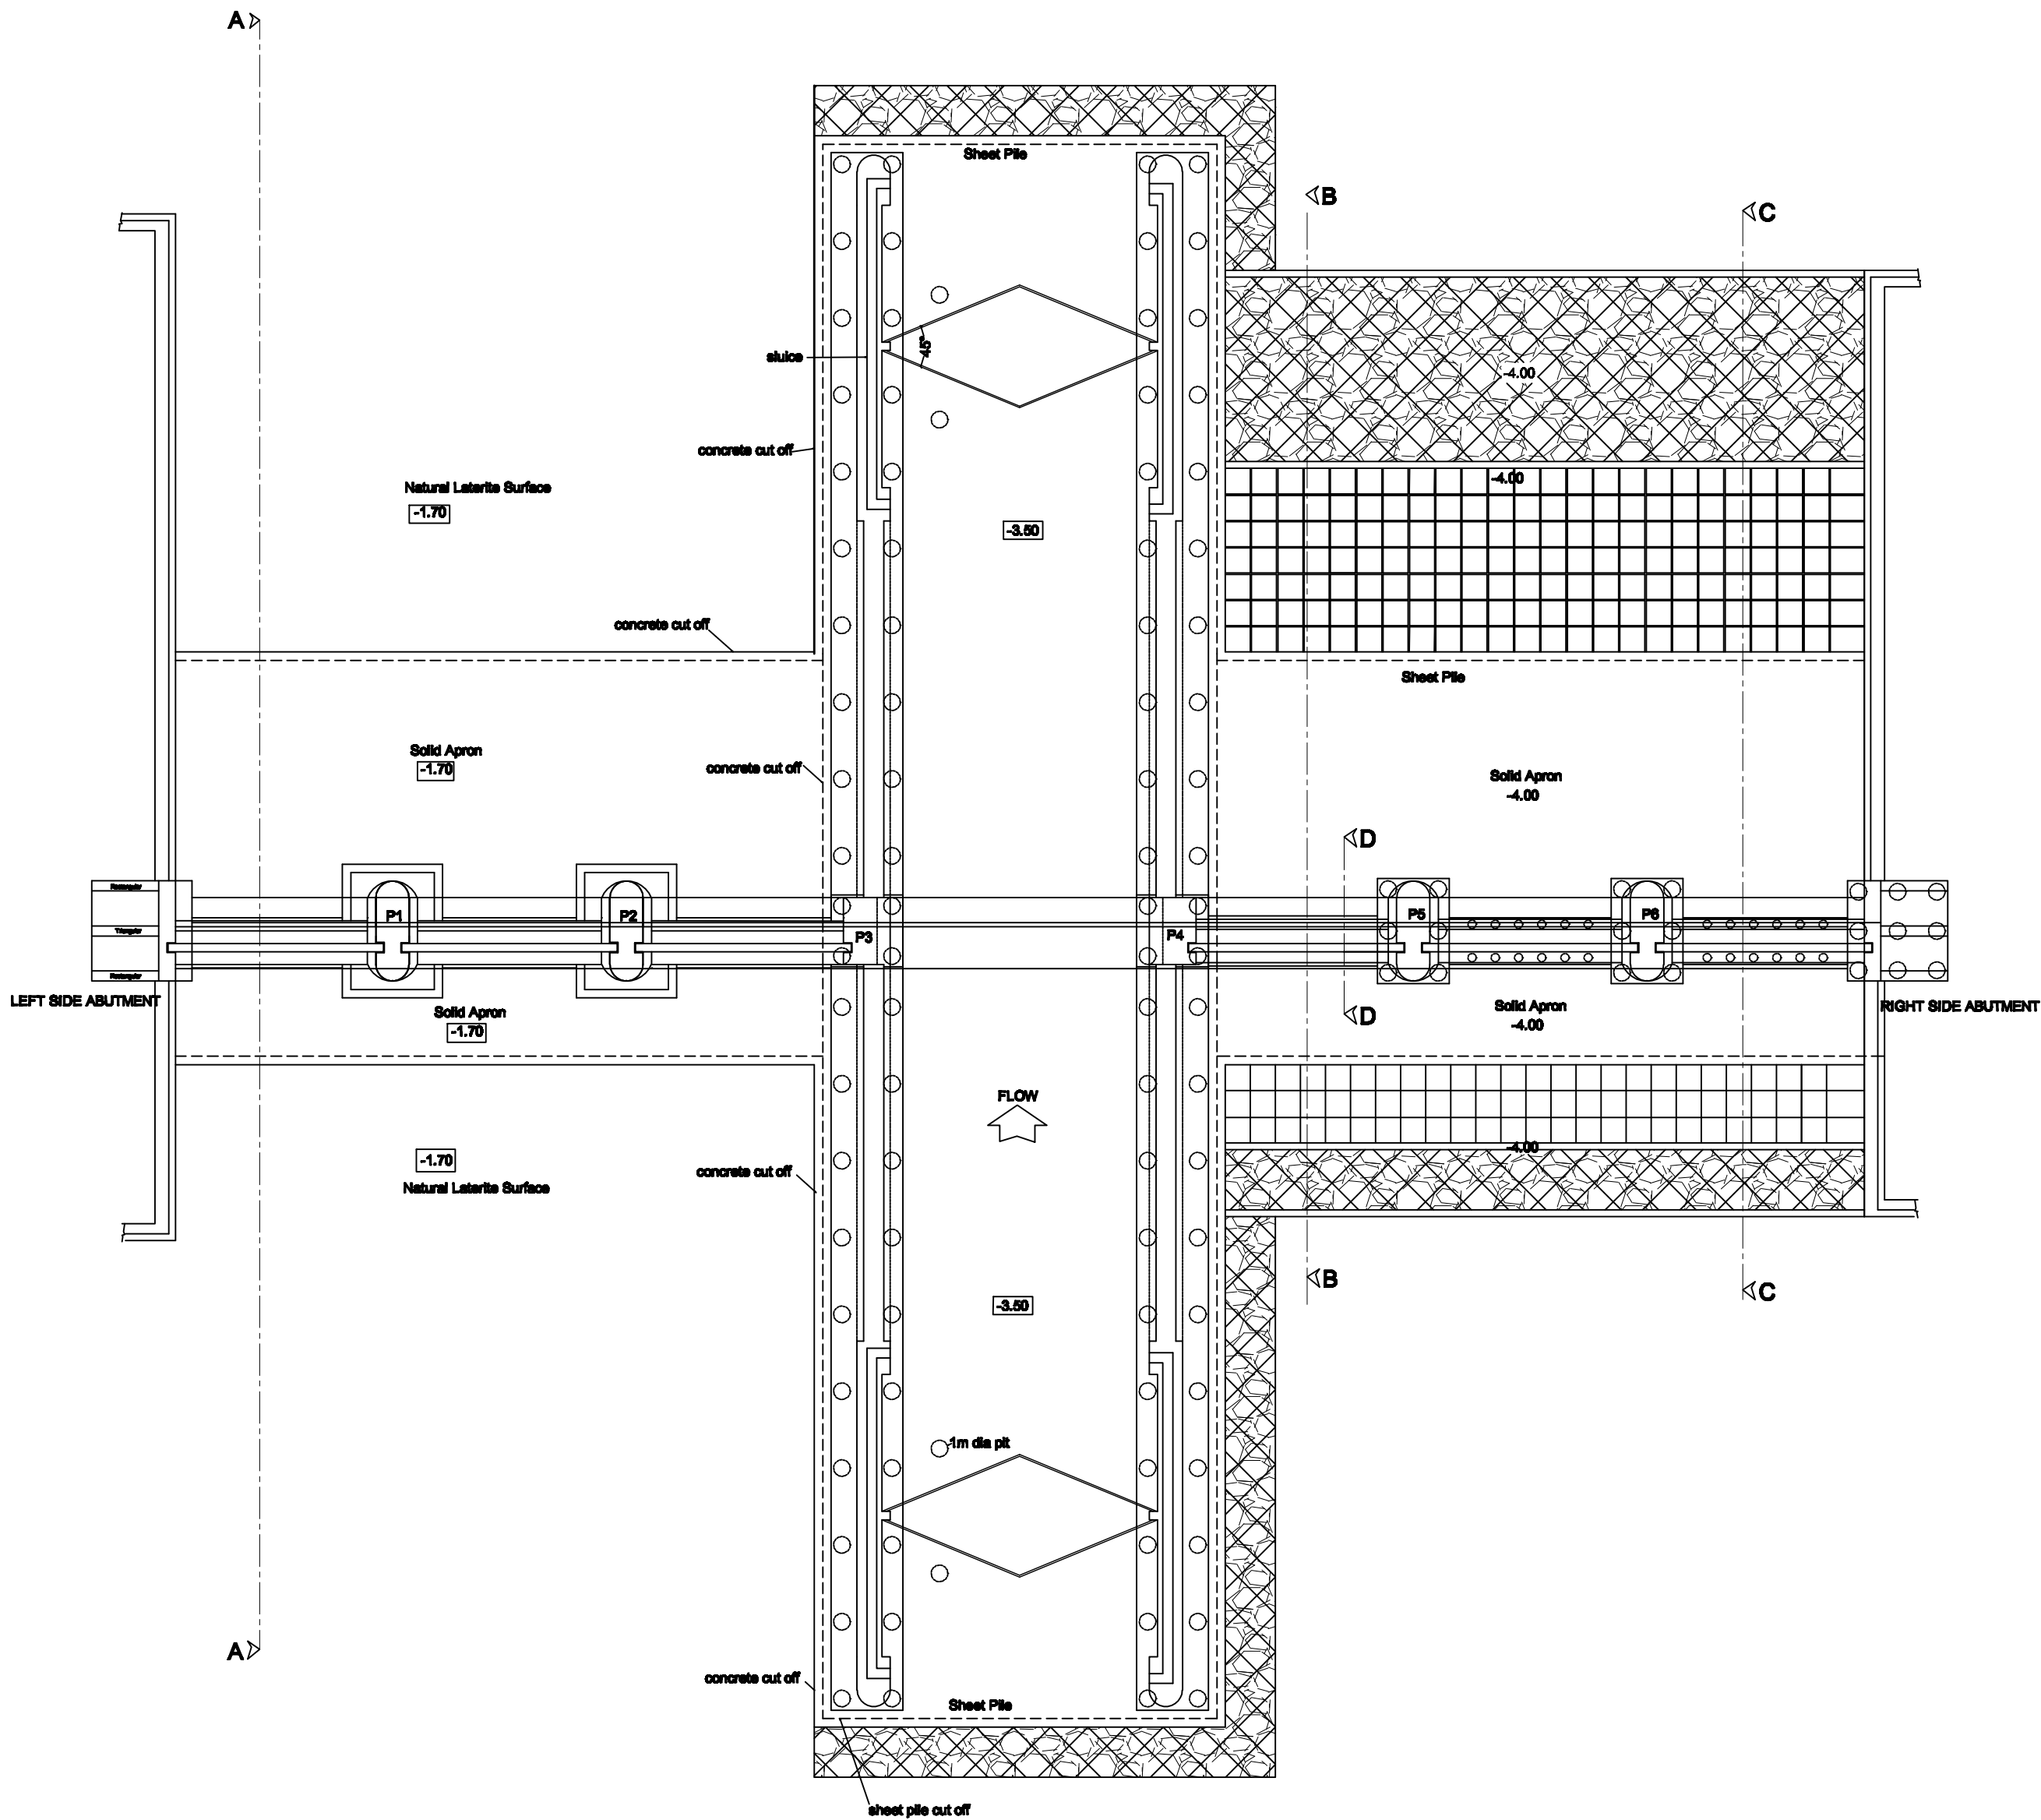 A
B
C
Sheet Pile
sluice
45°
-4.00
concrete cut off
-4.00
Natural Laterite Surface
-1.70
-3.50
concrete cut off
Sheet Pile
Solid Apron
-1.70
concrete cut off
Solid Apron
-4.00
D
Rectangular
P1
P2
P3
P4
P5
P6
Triangular
Rectangular
LEFT SIDE ABUTMENT
RIGHT SIDE ABUTMENT
Solid Apron
-1.70
Solid Apron
-4.00
D
FLOW
-4.00
-1.70
Natural Laterite Surface
concrete cut off
B
C
-3.50
1m dia pit
A
concrete cut off
Sheet Pile
sheet pile cut off